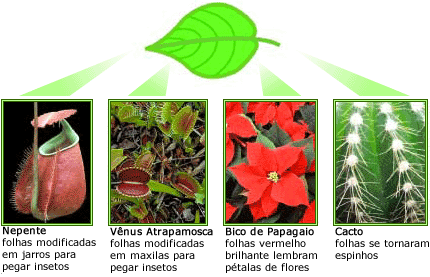 Nepente
folhas modificadas
em jarros para
pegar insetos
Vênus Atrapamosca
folhas modificadas
em maxilas para
pegar insetos
Bico de Papagaio
folhas vermelho
brilhante lembram
pétalas de flores
Cacto
folhas se tornaram
espinhos